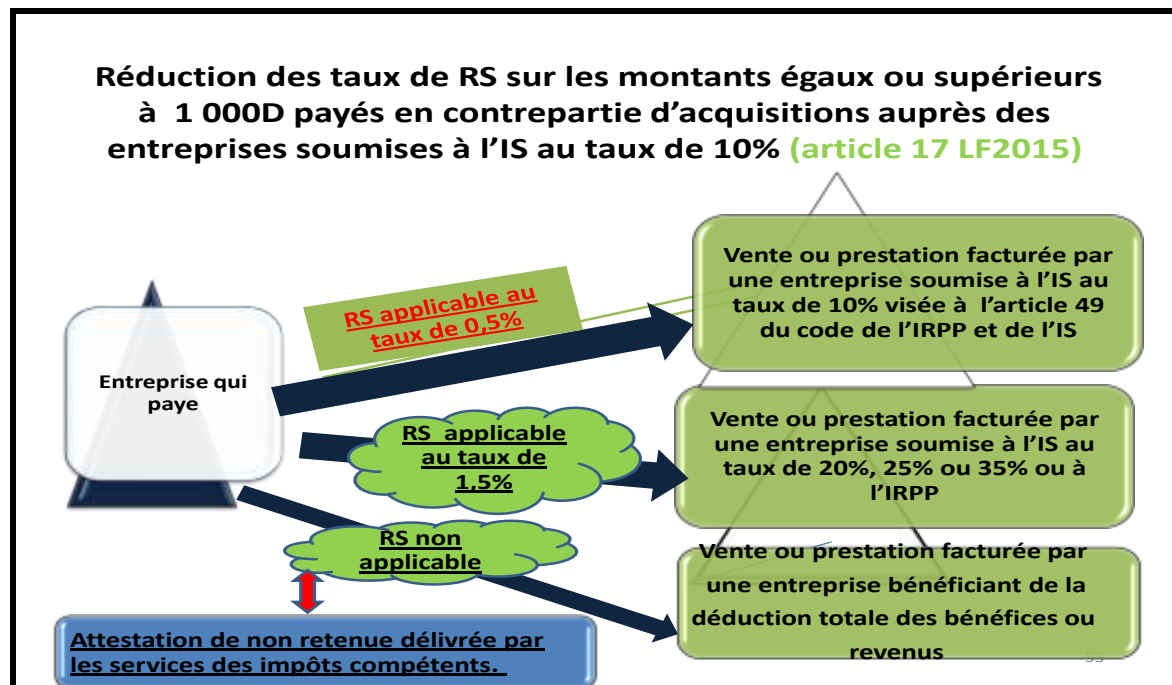 Réduction des taux de RS sur les montants égaux ou supérieurs
à 1 000D payés en contrepartie d’acquisitions auprès des
entreprises soumises à l’IS au taux de 10% (article 17 LF2015)
Entreprise qui
paye
RS applicable au
taux de 0,5%
Vente ou prestation facturée par
une entreprise soumise à l’IS au
taux de 10% visée à l’article 49
du code de l’IRPP et de l’IS
RS applicable
au taux de
1,5%
Vente ou prestation facturée par
une entreprise soumise à l’IS au
taux de 20%, 25% ou 35% ou à
l’IRPP
RS non
applicable
Vente ou prestation facturée par
une entreprise bénéficiant de la
déduction totale des bénéfices ou
revenus
Attestation de non retenue délivrée par
les services des impôts compétents.
53